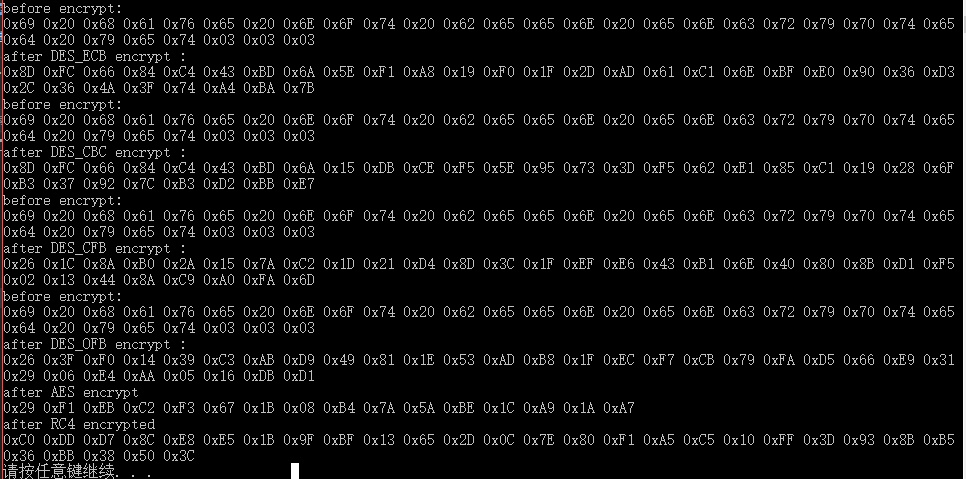 before encrypt:
0x69 0x20 0x68 0x61 0x76 0x65 0x20 0x6E 0x6F 0x74 0x20 0x62 0x65 0x65 0x6E 0x20 0x65 0x6E 0x63 0x72 0x79 0x70 0x74 0x65
0x64 0x20 0x79 0x65 0x74 0x03 0x03 0x03
after DES_ECB encrypt :
0x8D 0xFC 0x66 0x84 0xC4 0x43 0xBD 0x6A 0x5E 0xF1 0xA8 0x19 0xF0 0x1F 0x2D 0xAD 0x61 0xC1 0x6E 0xBF 0xE0 0x90 0x36 0xD3
0x2C 0x36 0x4A 0x3F 0x74 0xA4 0xBA 0x7B
before encrypt:
0x69 0x20 0x68 0x61 0x76 0x65 0x20 0x6E 0x6F 0x74 0x20 0x62 0x65 0x65 0x6E 0x20 0x65 0x6E 0x63 0x72 0x79 0x70 0x74 0x65
0x64 0x20 0x79 0x65 0x74 0x03 0x03 0x03
after DES_CBC encrypt :
0x8D 0xFC 0x66 0x84 0xC4 0x43 0xBD 0x6A 0x15 0xDB 0xCE 0xF5 0x5E 0x95 0x73 0x3D 0xF5 0x62 0xE1 0x85 0xC1 0x19 0x28 0x6F
0xB3 0x37 0x92 0x7C 0xB3 0xD2 0xBB 0xE7
before encrypt:
0x69 0x20 0x68 0x61 0x76 0x65 0x20 0x6E 0x6F 0x74 0x20 0x62 0x65 0x65 0x6E 0x20 0x65 0x6E 0x63 0x72 0x79 0x70 0x74 0x65
0x64 0x20 0x79 0x65 0x74 0x03 0x03 0x03
after DES_CFB encrypt :
0x26 0x1C 0x8A 0xB0 0x2A 0x15 0x7A 0xC2 0x1D 0x21 0xD4 0x8D 0x3C 0x1F 0xEF 0xE6 0x43 0xB1 0x6E 0x40 0x80 0x8B 0xD1 0xF5
0x02 0x13 0x44 0x8A 0xC9 0xA0 0xFA 0x6D
before encrypt:
0x69 0x20 0x68 0x61 0x76 0x65 0x20 0x6E 0x6F 0x74 0x20 0x62 0x65 0x65 0x6E 0x20 0x65 0x6E 0x63 0x72 0x79 0x70 0x74 0x65
0x64 0x20 0x79 0x65 0x74 0x03 0x03 0x03
after DES_OFB encrypt :
0x26 0x3F 0xF0 0x14 0x39 0xC3 0xAB 0xD9 0x49 0x81 0x1E 0x53 0xAD 0xB8 0x1F 0xEC 0xF7 0xCB 0x79 0xFA 0xD5 0x66 0xE9 0x31
0x29 0x06 0xE4 0xAA 0x05 0x16 0xDB 0xD1
after AES encrypt
0x29 0xF1 0xEB 0xC2 0xF3 0x67 0x1B 0x08 0xB4 0x7A 0x5A 0xBE 0x1C 0xA9 0x1A 0xA7
after RC4 encrypted
0xC0 0xDD 0xD7 0x8C 0xE8 0xE5 0x1B 0x9F 0xBF 0x13 0x65 0x2D 0x0C 0x7E 0x80 0xF1 0xA5 0xC5 0x10 0xFF 0x3D 0x93 0x8B 0xB5
0x36 0xBB 0x38 0x50 0x3C
请按任意键继续. . .